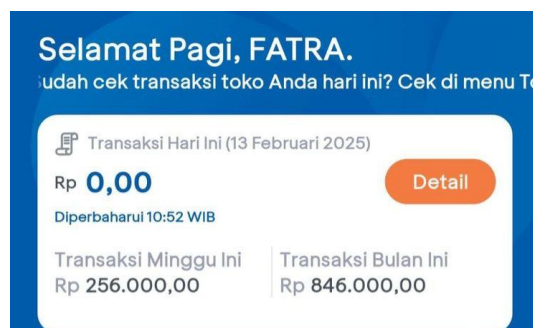 Selamat Pagi, FATRA.
udah cek transaksi toko Anda hari ini? Cek di menu
Transaksi Hari Ini (13 Februari 2025)
Rp 0,00
Detail
Diperbaharui 10:52 WIB
Transaksi Minggu Ini
Transaksi Bulan Ini
Rp 256.000,00
Rp 846.000,00